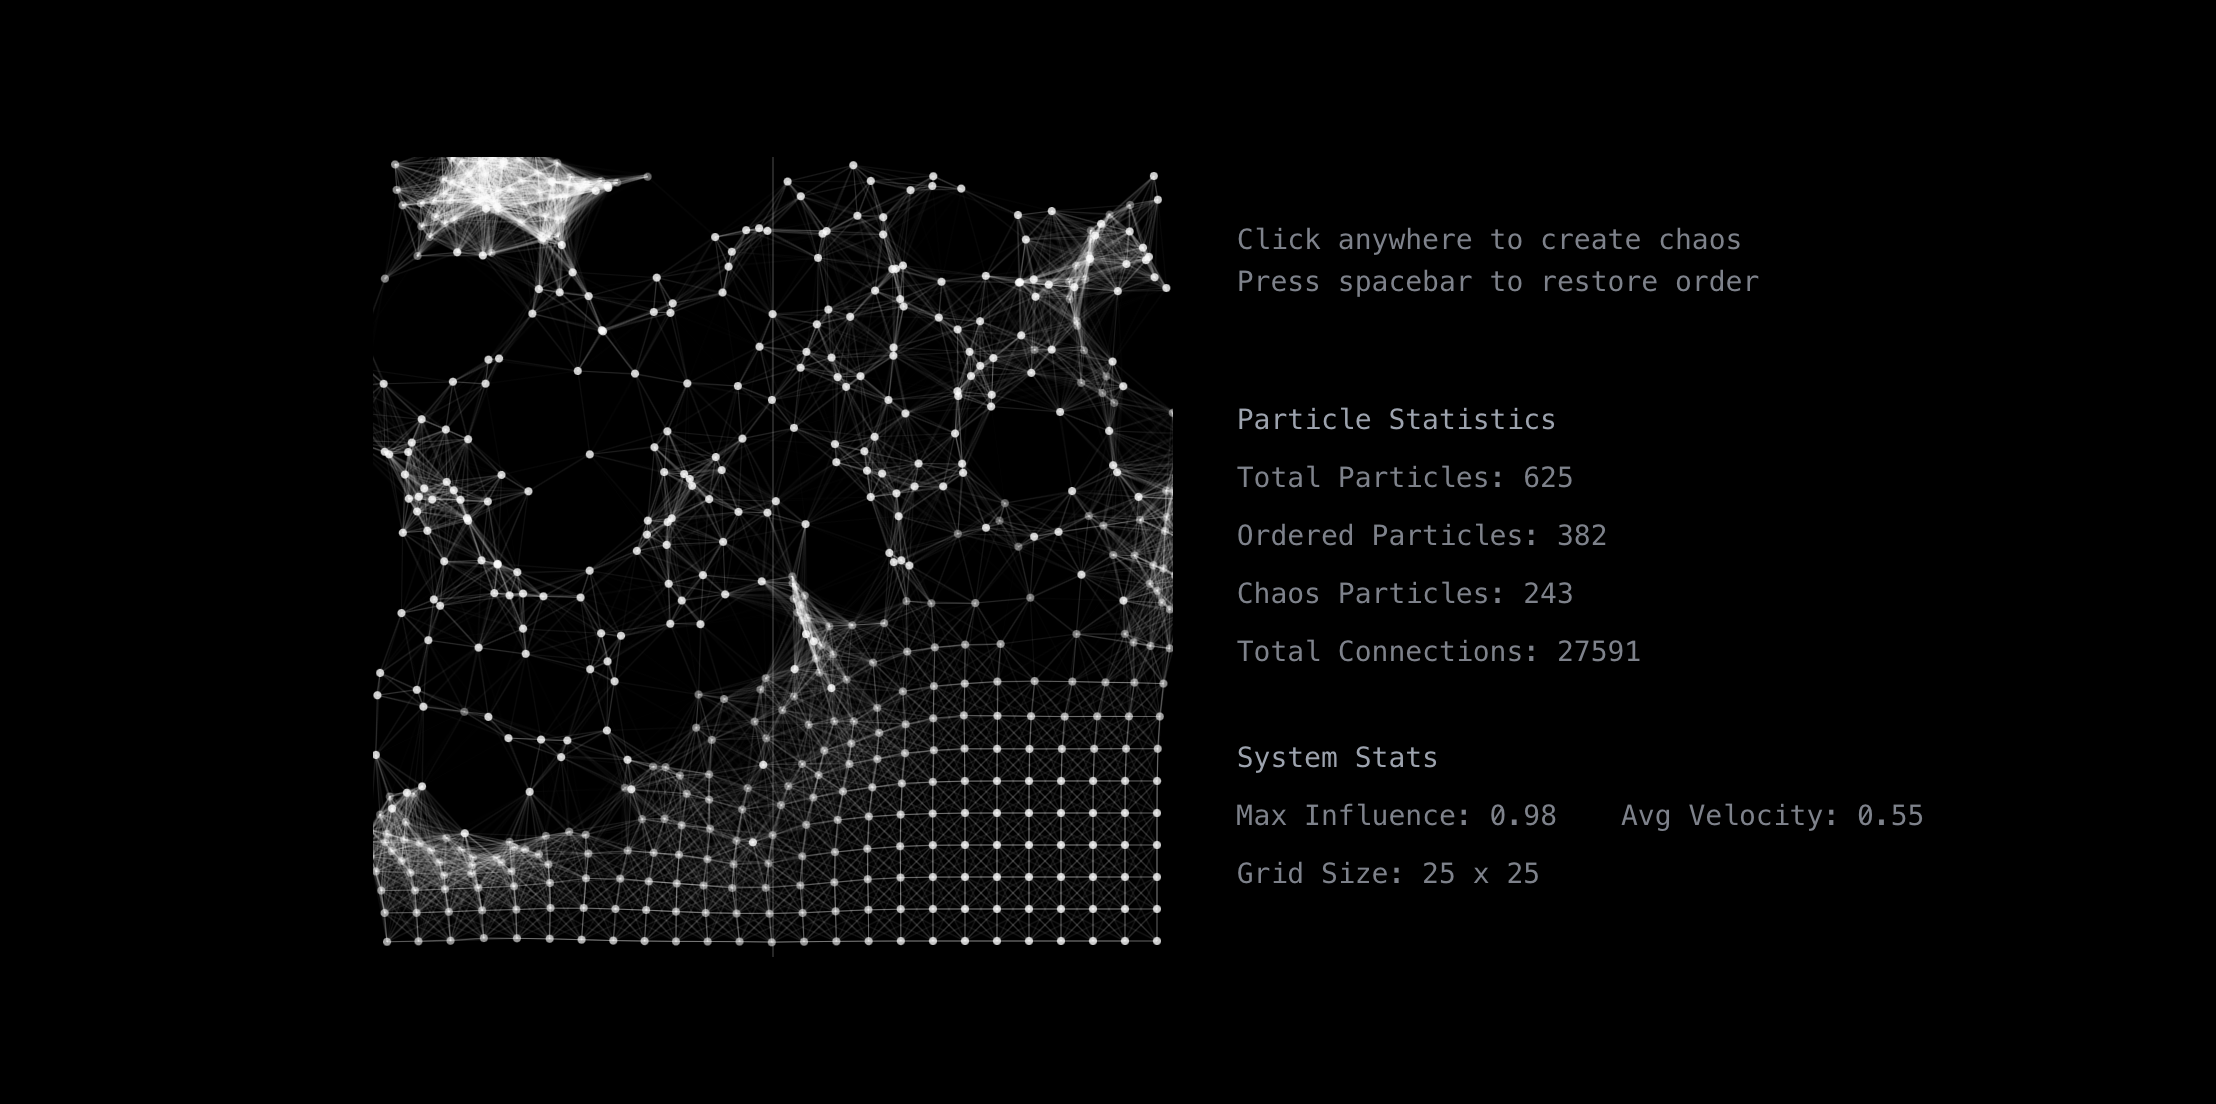 Click anywhere to create chaos
Press spacebar to restore order
Particle Statistics
Total Particles: 625
Ordered Particles: 382
Chaos Particles: 243
Total Connections: 27591
System Stats
Max Influence: 0.98 Avg Velocity: 0.55
Grid Size: 25 x 25